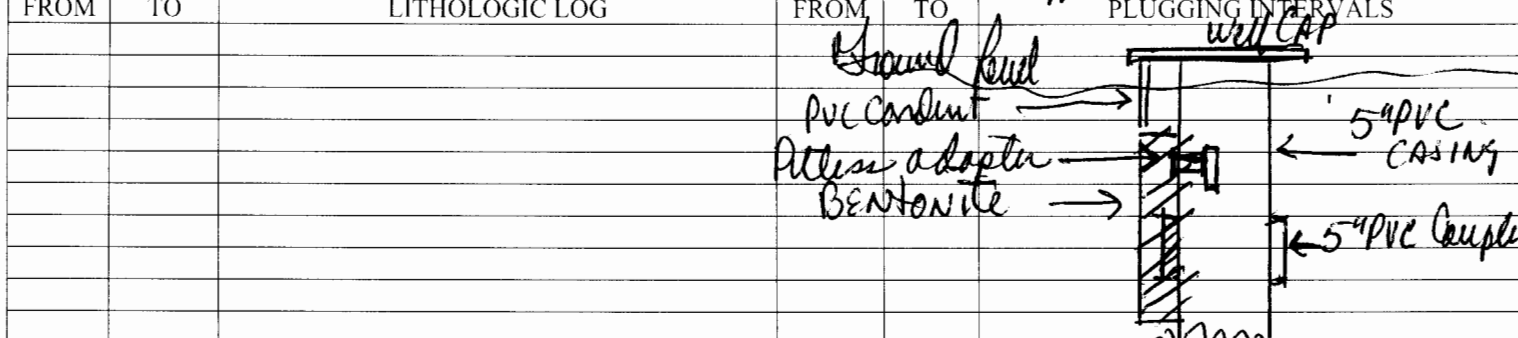 FROM TO LITHOLOGIC LOG FROM TO PLUGGING INTERVALS
Well CAP
Ground level
PVC Conduit
5"PVC
CASING
Pitless adapter
BENTONITE
5"PVC Couple